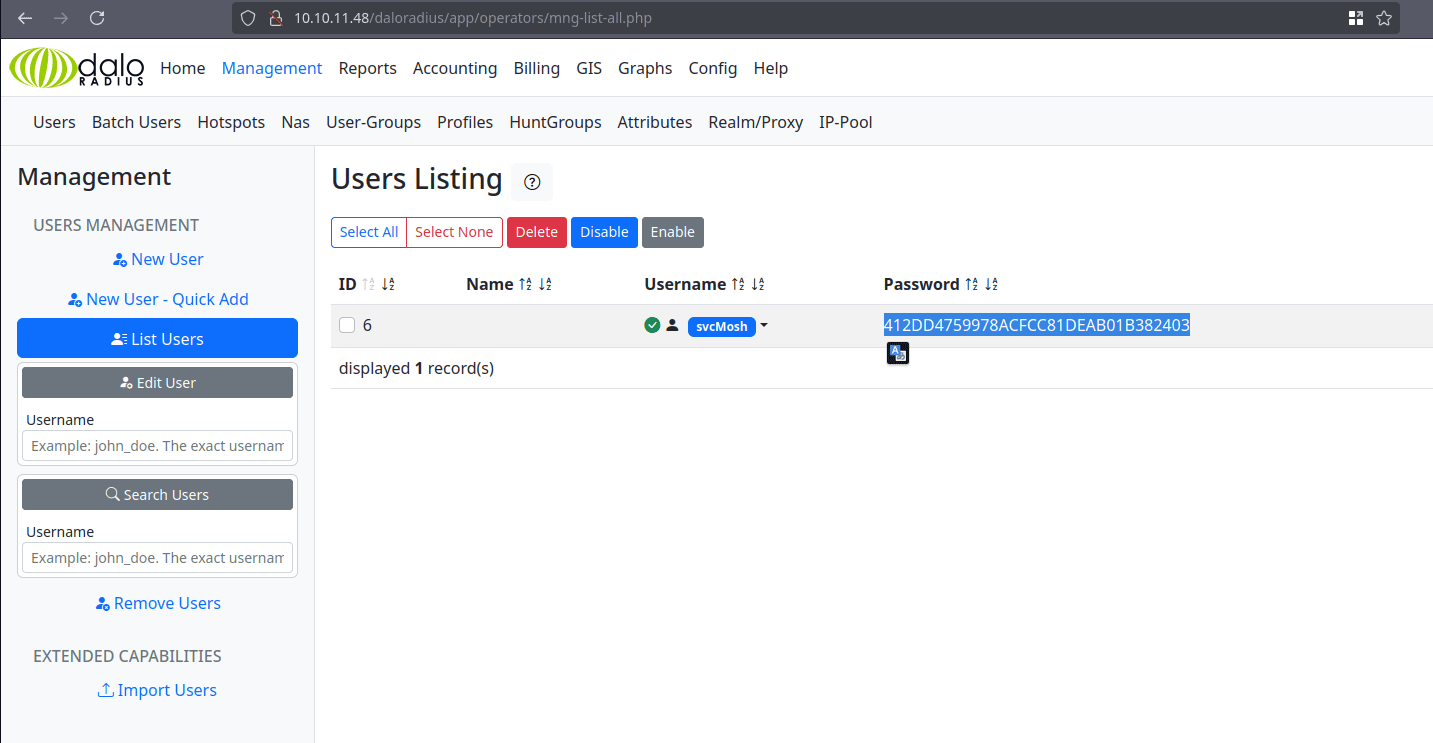 10.10.11.48/daloradius/app/operators/mng-list-all.php
dalo RADIUS Home Management Reports Accounting Billing GIS Graphs Config Help
Users Batch Users Hotspots Nas User-Groups Profiles HuntGroups Attributes Realm/Proxy IP-Pool
Management
USERS MANAGEMENT
New User
New User - Quick Add
List Users
Edit User
Username
Example: john_doe. The exact usernam
Search Users
Username
Example: john_doe. The exact usernam
Remove Users
EXTENDED CAPABILITIES
Import Users
Users Listing
Select All Select None Delete Disable Enable
ID Name Username Password
6 svcMosh 412DD4759978ACFCC81DEAB01B382403
displayed 1 record(s)